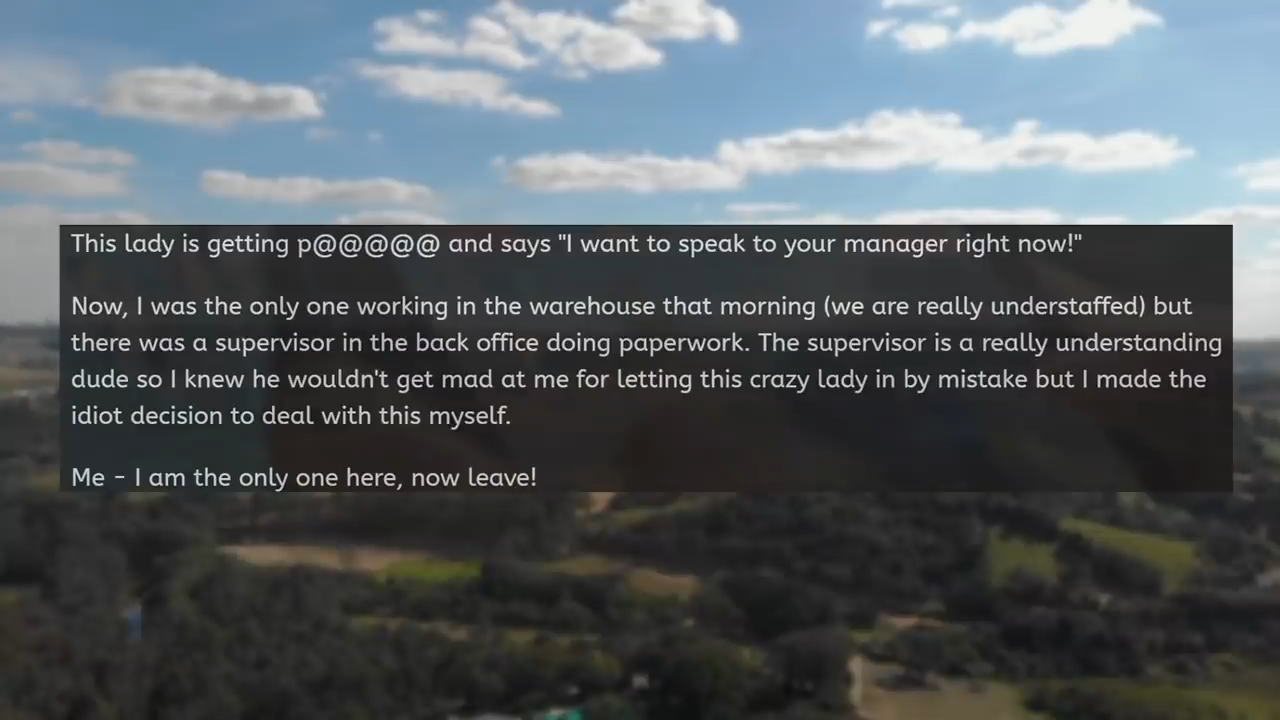 This lady is getting p@@@@@ and says "I want to speak to your manager right now!"
Now, I was the only one working in the warehouse that morning (we are really understaffed) but
there was a supervisor in the back office doing paperwork. The supervisor is a really understanding
dude so I knew he wouldn't get mad at me for letting this crazy lady in by mistake but I made the
idiot decision to deal with this myself.
Me - I am the only one here, now leave!